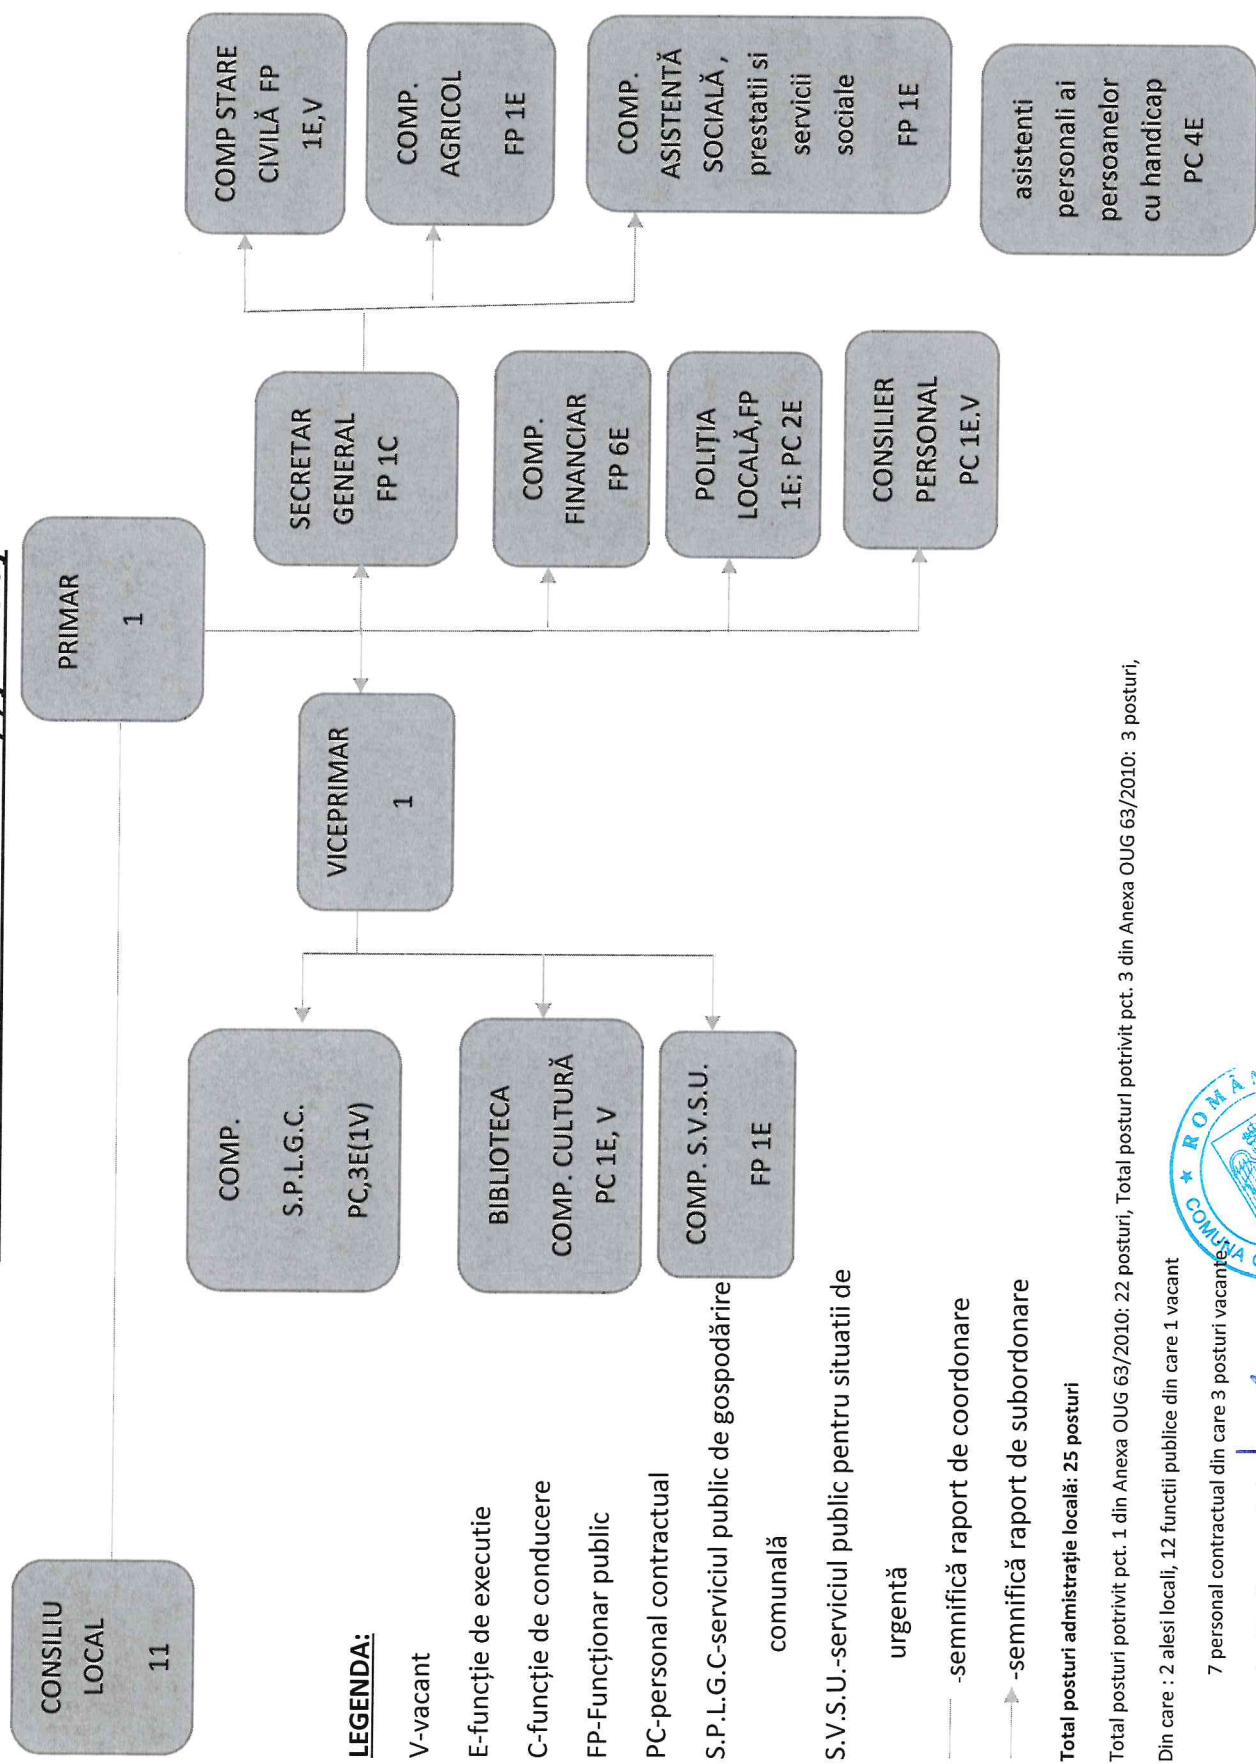 CONSILIU
LOCAL
11
PRIMAR
1
VICEPRIMAR
1
SECRETAR
GENERAL
FP 1C
COMP.
FINANCIAR
FP 6E
POLIȚIA
LOCALĂ,FP
1E; PC 2E
CONSILIER
PERSONAL
PC 1E,V
COMP STARE
CIVILĂ FP
1E,V
COMP.
AGRICOL
FP 1E
COMP.
ASISTENTĂ
SOCIALĂ ,
prestatii si
servicii
sociale
FP 1E
asistenti
personali ai
persoanelor
cu handicap
PC 4E
COMP.
S.P.L.G.C.
PC,3E(1V)
BIBLIOTECA
COMP. CULTURĂ
PC 1E, V
COMP. S.V.S.U.
FP 1E
LEGENDA:
V-vacant
E-funcție de executie
C-funcție de conducere
FP-Funcționar public
PC-personal contractual
S.P.L.G.C-serviciul public de gospodărire
comunală
S.V.S.U.-serviciul public pentru situatii de
urgentă
-semnifică raport de coordonare
-semnifică raport de subordonare
Total posturi admistrație locală: 25 posturi
Total posturi potrivit pct. 1 din Anexa OUG 63/2010: 22 posturi, Total posturI potrivit pct. 3 din Anexa OUG 63/2010: 3 posturi,
Din care : 2 alesi locali, 12 functii publice din care 1 vacant
7 personal contractual din care 3 posturi vacante.
COMUNA